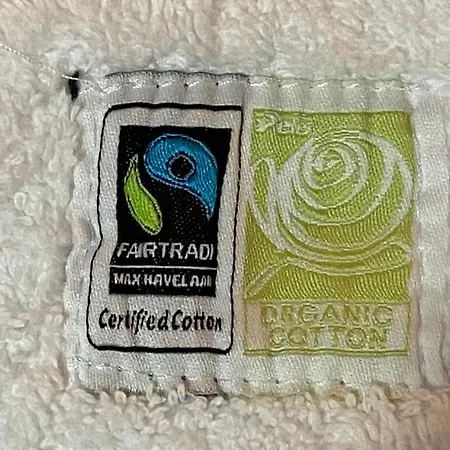 FAIRTRADI
MAX HAVELAAR
Certified Cotton
ORGANIC
COTTON